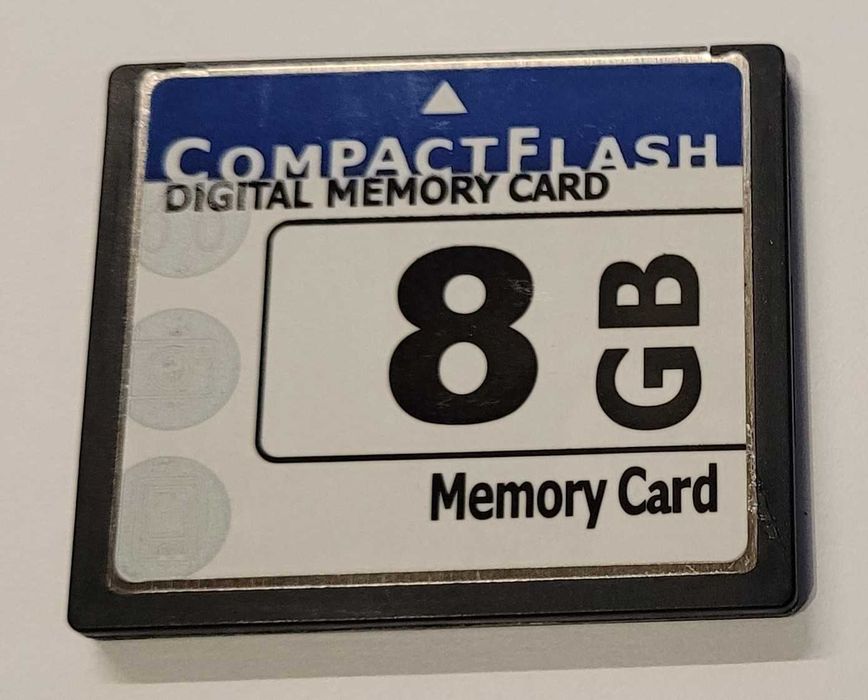 COMPACTFLASH
DIGITAL MEMORY CARD
8 GB
Memory Card